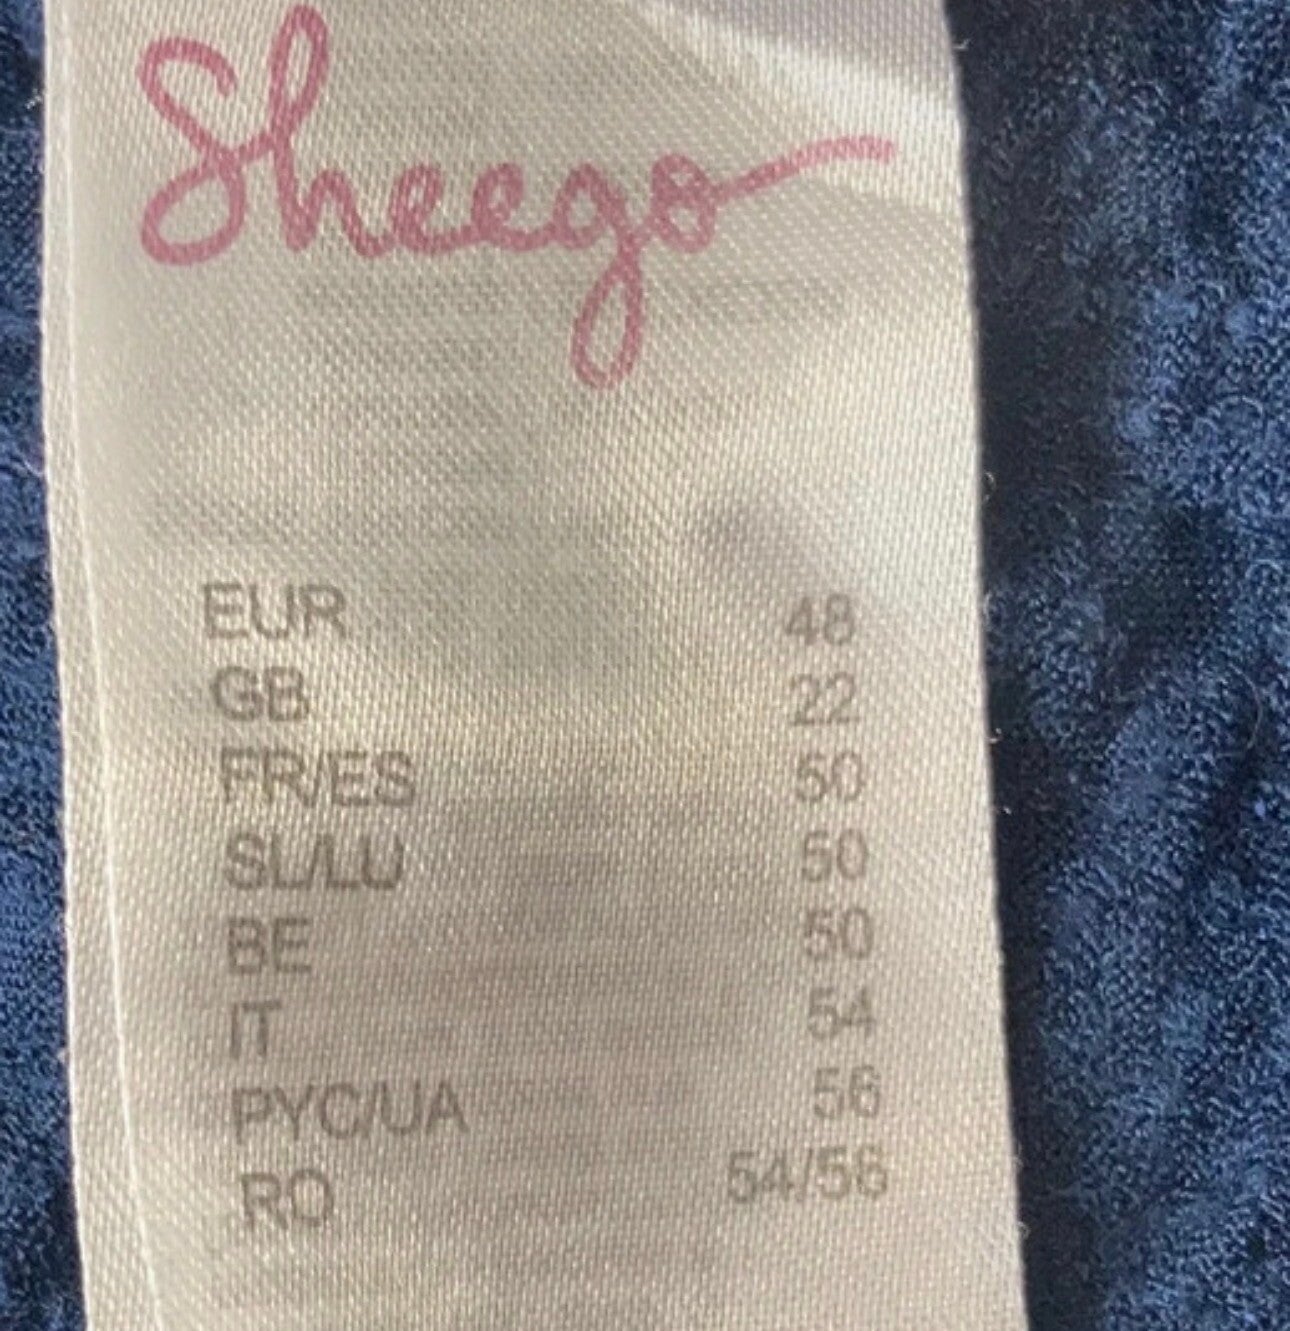 Sheego
EUR 48
GB 22
FR/ES 50
SL/LU 50
BE 50
IT 54
РУС/UA 56
RO 54/56